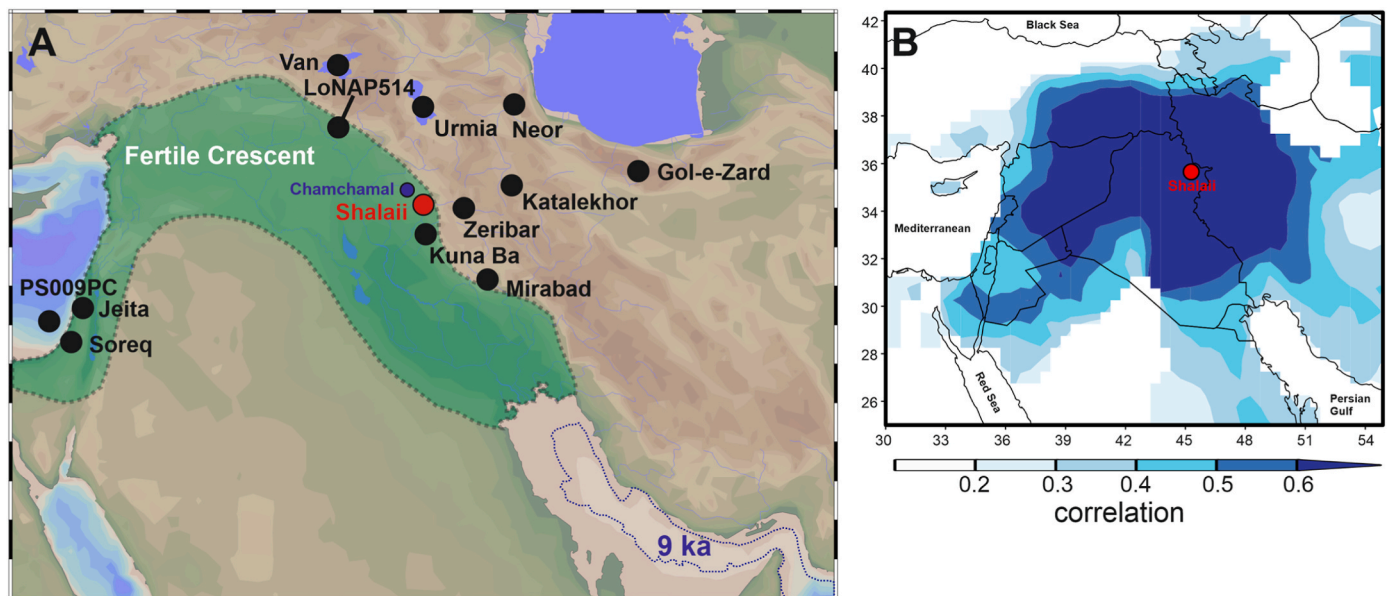 A
Van
LoNAP514
Urmia
Neor
Fertile Crescent
Gol-e-Zard
Chamchamal
Katalekhor
Shalaii
Zeribar
Kuna Ba
Mirabad
PS009PC
Jeita
Soreq
9 ka
B
Black Sea
42
40
38
36
34
32
30
28
26
Shalaii
Mediterranean
Red Sea
Persian
Gulf
30 33 36 39 42 45 48 51 54
0.2 0.3 0.4 0.5 0.6
correlation